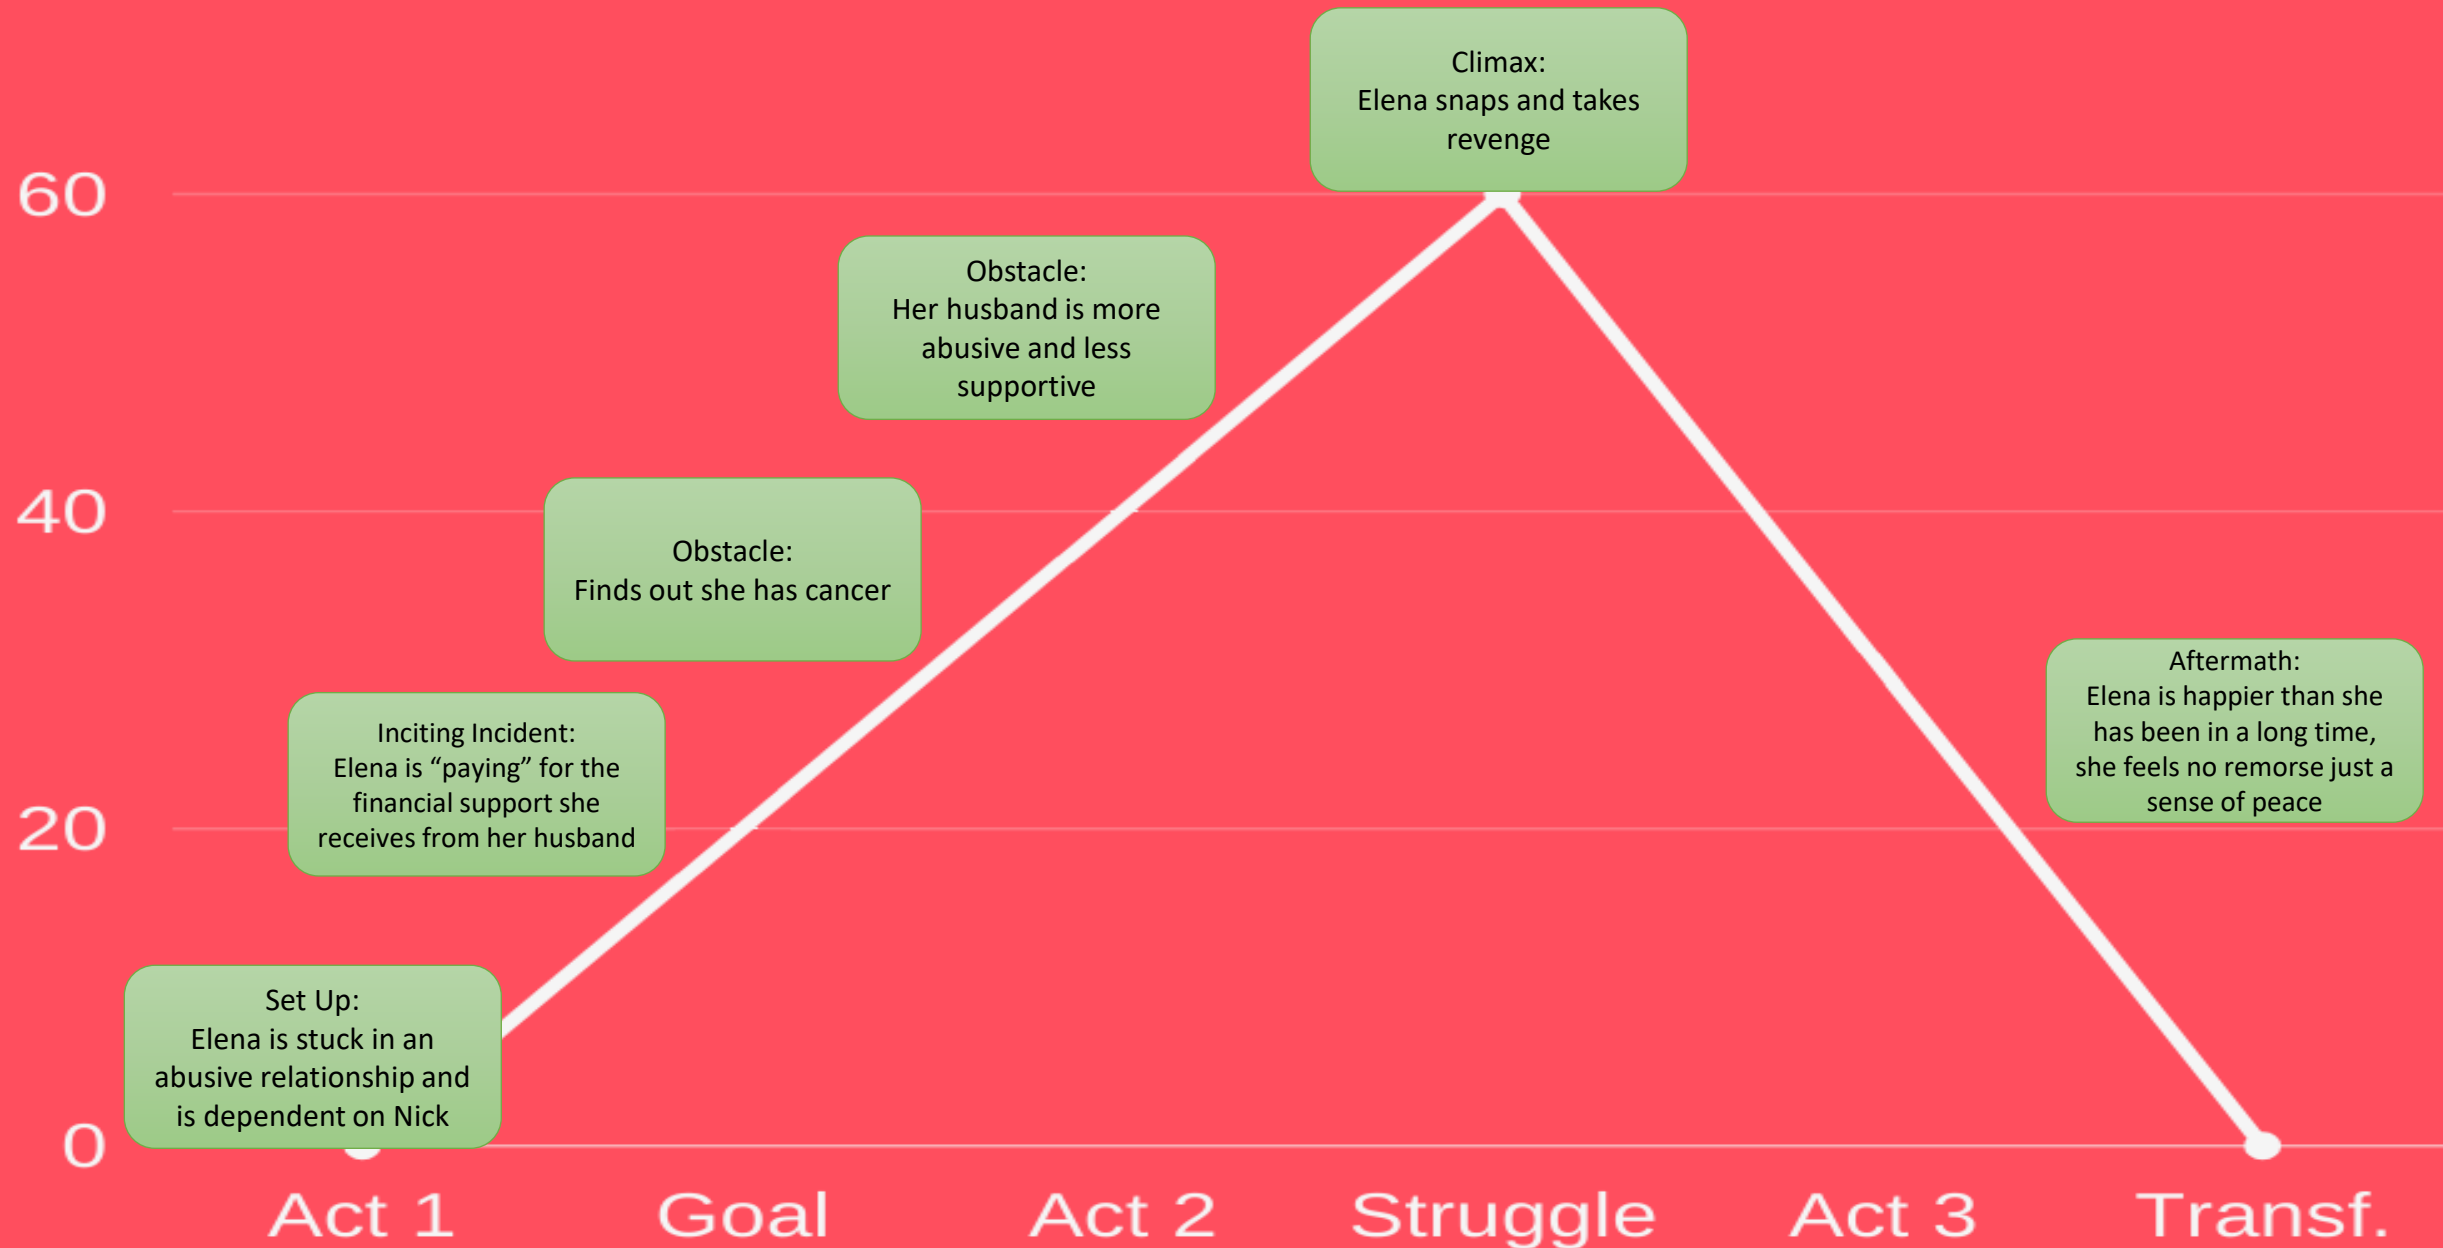 Climax:
Elena snaps and takes
revenge
60
Obstacle:
Her husband is more
abusive and less
supportive
40
Obstacle:
Finds out she has cancer
Inciting Incident:
Elena is “paying” for the
financial support she
receives from her husband
Aftermath:
Elena is happier than she
has been in a long time,
she feels no remorse just a
sense of peace
20
Set Up:
Elena is stuck in an
abusive relationship and
is dependent on Nick
0
Act 1 Goal Act 2 Struggle Act 3 Transf.